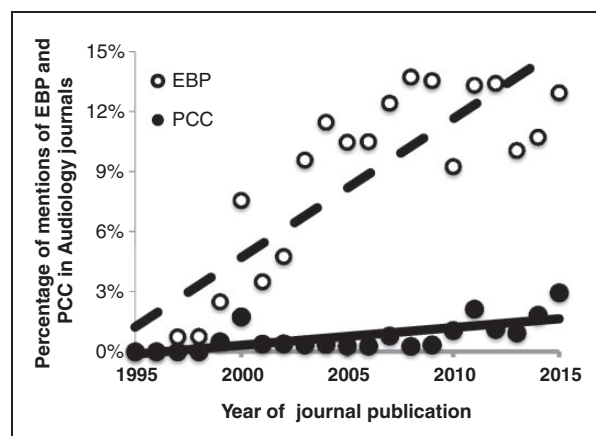 15%
EBP
12%
PCC
9%
6%
3%
0%
1995 2000 2005 2010 2015
Percentage of mentions of EBP and
PCC in Audiology journals
Year of journal publication